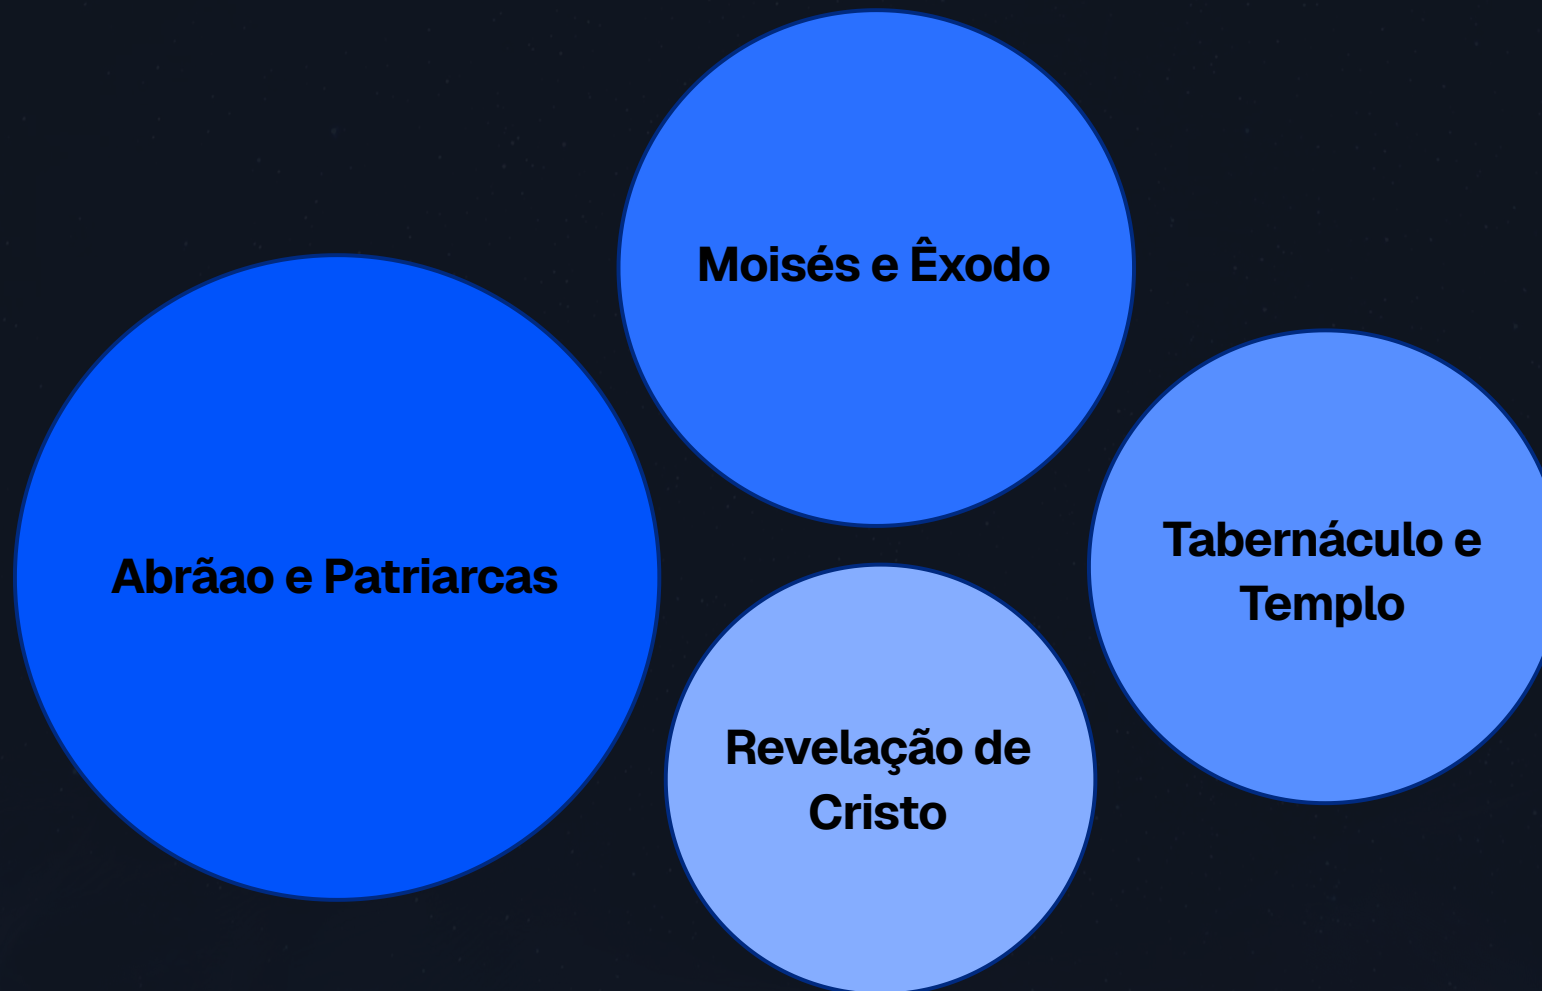 Moisés e Êxodo
Abrãao e Patriarcas
Tabernáculo e
Templo
Revelação de
Cristo